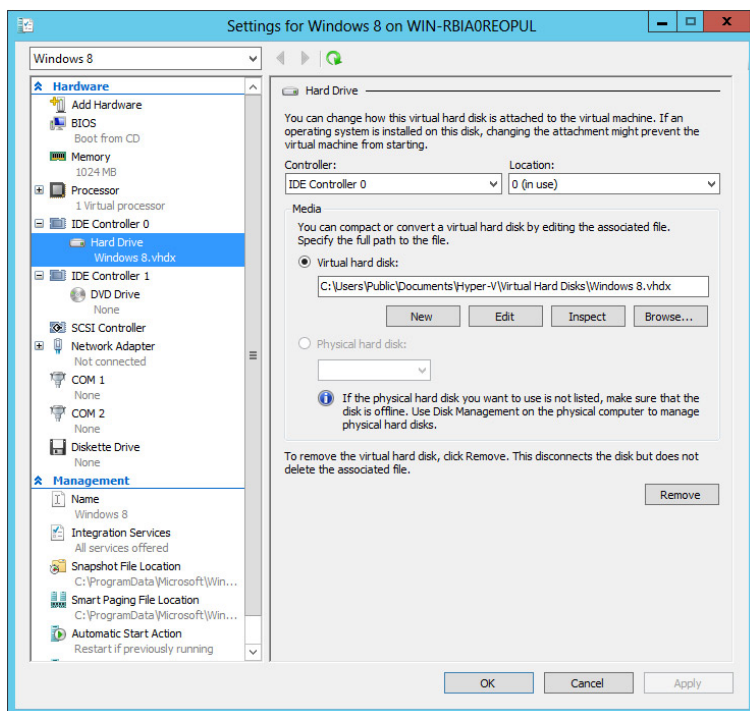 Settings for Windows 8 on WIN-RBIA0REOPUL
Windows 8
Hardware
Add Hardware
BIOS
Boot from CD
Memory
1024 MB
Processor
1 Virtual processor
IDE Controller 0
Hard Drive
Windows 8.vhdx
IDE Controller 1
DVD Drive
None
SCSI Controller
Network Adapter
Not connected
COM 1
None
COM 2
None
Diskette Drive
None
Management
Name
Windows 8
Integration Services
All services offered
Snapshot File Location
C:\ProgramData\Microsoft\Win...
Smart Paging File Location
C:\ProgramData\Microsoft\Win...
Automatic Start Action
Restart if previously running
Hard Drive
You can change how this virtual hard disk is attached to the virtual machine. If an
operating system is installed on this disk, changing the attachment might prevent the
virtual machine from starting.
Controller: Location:
IDE Controller 0 0 (in use)
Media
You can compact or convert a virtual hard disk by editing the associated file.
Specify the full path to the file.
Virtual hard disk:
C:\Users\Public\Documents\Hyper-V\Virtual Hard Disks\Windows 8.vhdx
New Edit Inspect Browse...
Physical hard disk:
If the physical hard disk you want to use is not listed, make sure that the
disk is offline. Use Disk Management on the physical computer to manage
physical hard disks.
To remove the virtual hard disk, click Remove. This disconnects the disk but does not
delete the associated file.
Remove
OK Cancel Apply